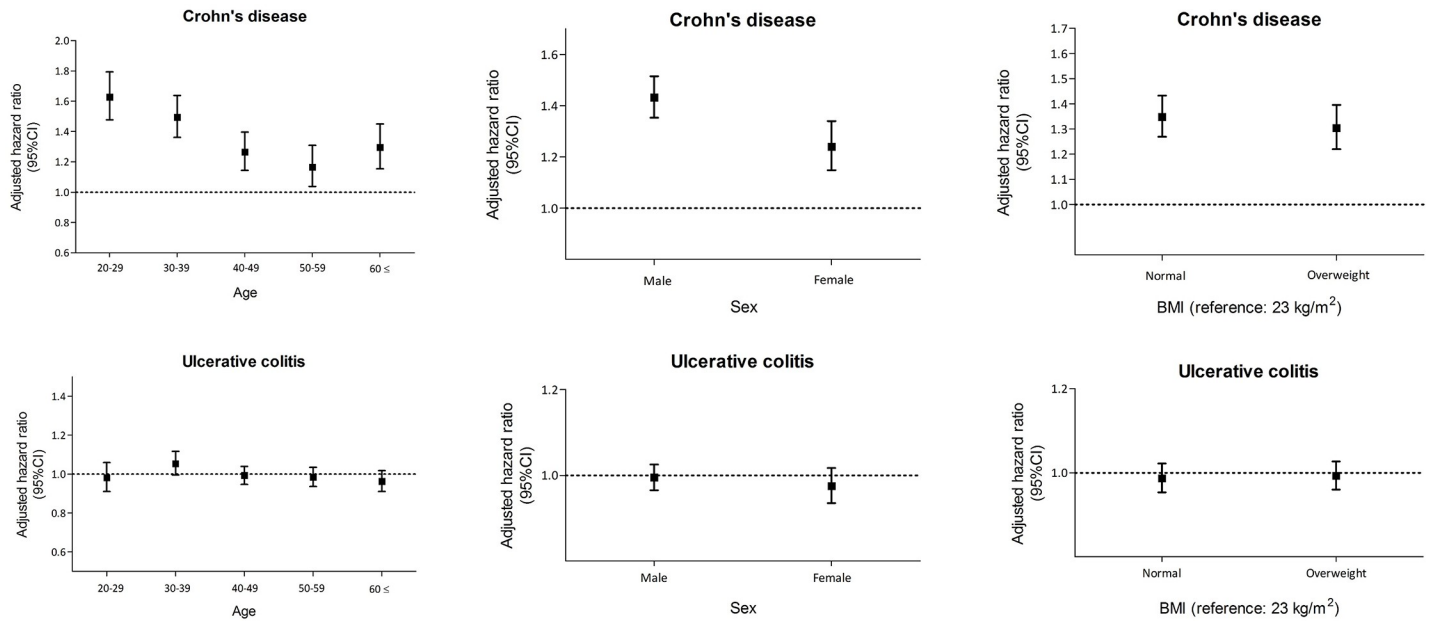 Crohn's disease
Adjusted hazard ratio
(95%CI)
2.0
1.8
1.6
1.4
1.2
1.0
0.8
0.6
20-29
30-39
40-49
50-59
60 ≤
Age
Crohn's disease
Adjusted hazard ratio
(95%CI)
1.6
1.4
1.2
1.0
Male
Female
Sex
Crohn's disease
Adjusted hazard ratio
(95%CI)
1.7
1.6
1.5
1.4
1.3
1.2
1.1
1.0
Normal
Overweight
BMI (reference: 23 kg/m²)
Ulcerative colitis
Adjusted hazard ratio
(95%CI)
1.4
1.2
1.0
0.8
0.6
20-29
30-39
40-49
50-59
60 ≤
Age
Ulcerative colitis
Adjusted hazard ratio
(95%CI)
1.2
1.0
Male
Female
Sex
Ulcerative colitis
Adjusted hazard ratio
(95%CI)
1.2
1.0
Normal
Overweight
BMI (reference: 23 kg/m²)